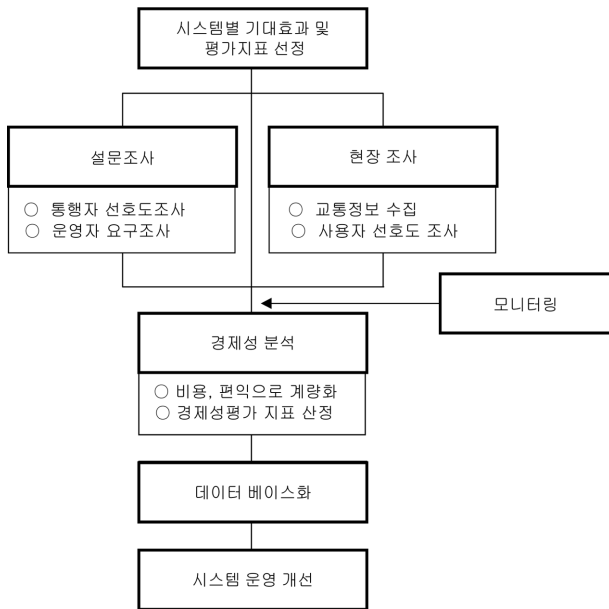 시스템별 기대효과 및
평가지표 선정
설문조사
○ 통행자 선호도조사
○ 운영자 요구조사
현장 조사
○ 교통정보 수집
○ 사용자 선호도 조사
모니터링
경제성 분석
○ 비용, 편익으로 계량화
○ 경제성평가 지표 산정
데이터 베이스화
시스템 운영 개선